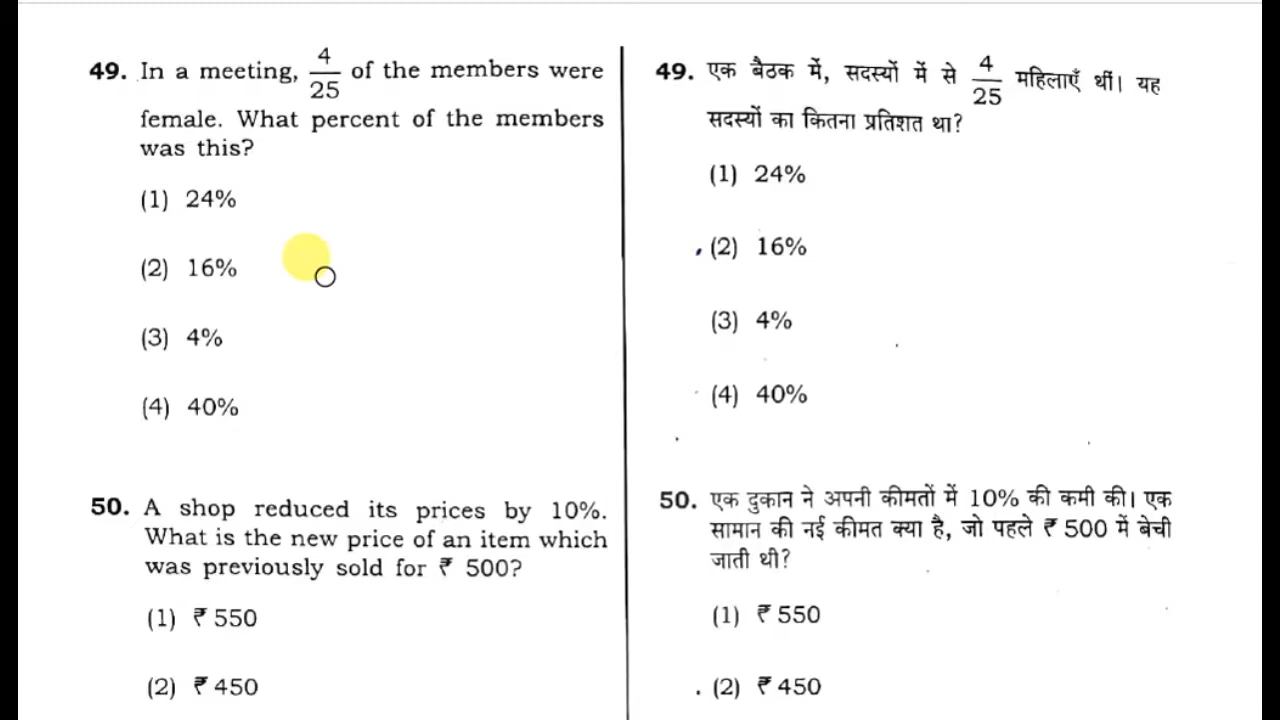 49. In a meeting, 4/25 of the members were
female. What percent of the members
was this?
(1) 24%
(2) 16%
(3) 4%
(4) 40%
50. A shop reduced its prices by 10%.
What is the new price of an item which
was previously sold for ₹ 500?
(1) ₹ 550
(2) ₹ 450
49. एक बैठक में, सदस्यों में से 4/25 महिलाएँ थीं। यह
सदस्यों का कितना प्रतिशत था?
(1) 24%
(2) 16%
(3) 4%
(4) 40%
50. एक दुकान ने अपनी कीमतों में 10% की कमी की। एक
सामान की नई कीमत क्या है, जो पहले ₹ 500 में बेची
जाती थी?
(1) ₹ 550
(2) ₹ 450